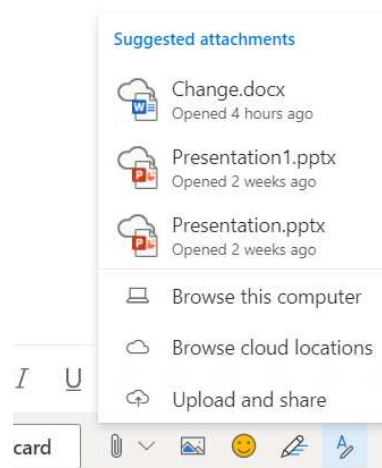 Suggested attachments
Change.docx
Opened 4 hours ago
Presentation1.pptx
Opened 2 weeks ago
Presentation.pptx
Opened 2 weeks ago
Browse this computer
Browse cloud locations
Upload and share
I U
card